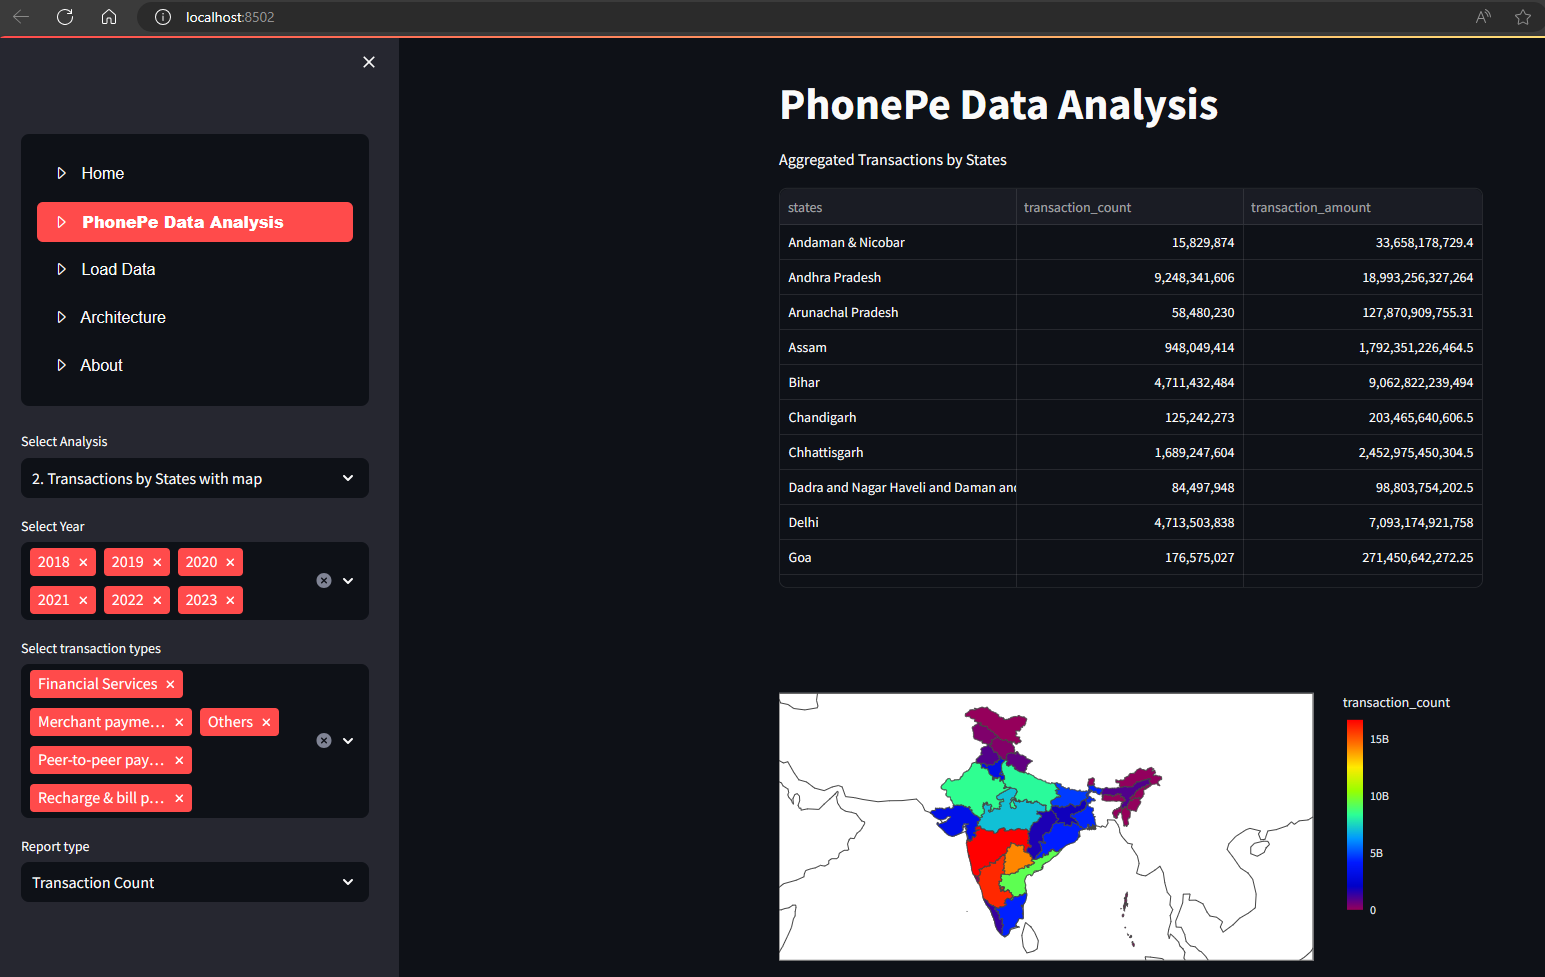 localhost:8502
Home
PhonePe Data Analysis
Load Data
Architecture
About
Select Analysis
2. Transactions by States with map
Select Year
2018 × 2019 × 2020 ×
2021 × 2022 × 2023 ×
Select transaction types
Financial Services ×
Merchant payme... × Others ×
Peer-to-peer pay... ×
Recharge & bill p... ×
Report type
Transaction Count
PhonePe Data Analysis
Aggregated Transactions by States
states transaction_count transaction_amount
Andaman & Nicobar 15,829,874 33,658,178,729.4
Andhra Pradesh 9,248,341,606 18,993,256,327,264
Arunachal Pradesh 58,480,230 127,870,909,755.31
Assam 948,049,414 1,792,351,226,464.5
Bihar 4,711,432,484 9,062,822,239,494
Chandigarh 125,242,273 203,465,640,606.5
Chhattisgarh 1,689,247,604 2,452,975,450,304.5
Dadra and Nagar Haveli and Daman and 84,497,948 98,803,754,202.5
Delhi 4,713,503,838 7,093,174,921,758
Goa 176,575,027 271,450,642,272.25
transaction_count
15B
10B
5B
0